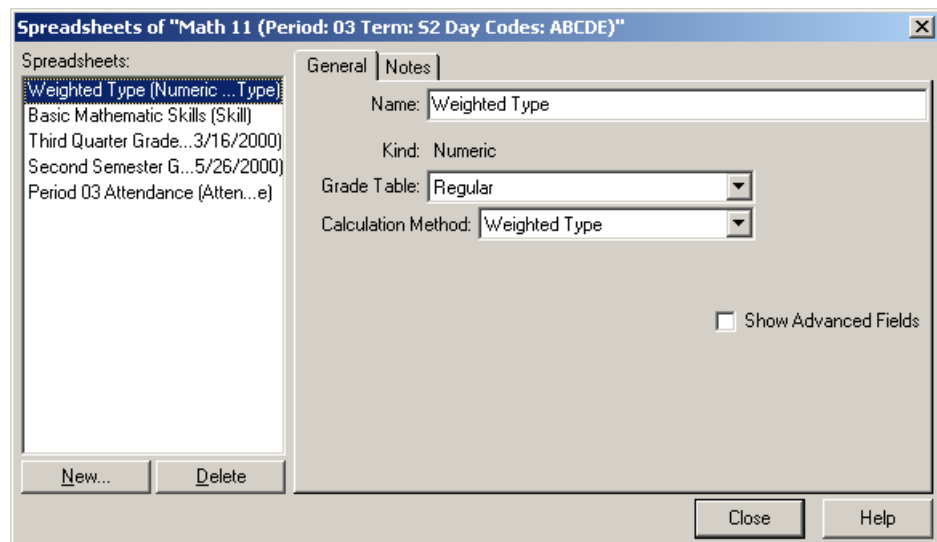 Spreadsheets of "Math 11 (Period: 03 Term: S2 Day Codes: ABCDE)"
Spreadsheets:
Weighted Type (Numeric ...Type)
Basic Mathematic Skills (Skill)
Third Quarter Grade...3/16/2000)
Second Semester G...5/26/2000)
Period 03 Attendance (Atten...e)
New...
Delete
General
Notes
Name: Weighted Type
Kind: Numeric
Grade Table: Regular
Calculation Method: Weighted Type
Show Advanced Fields
Close
Help